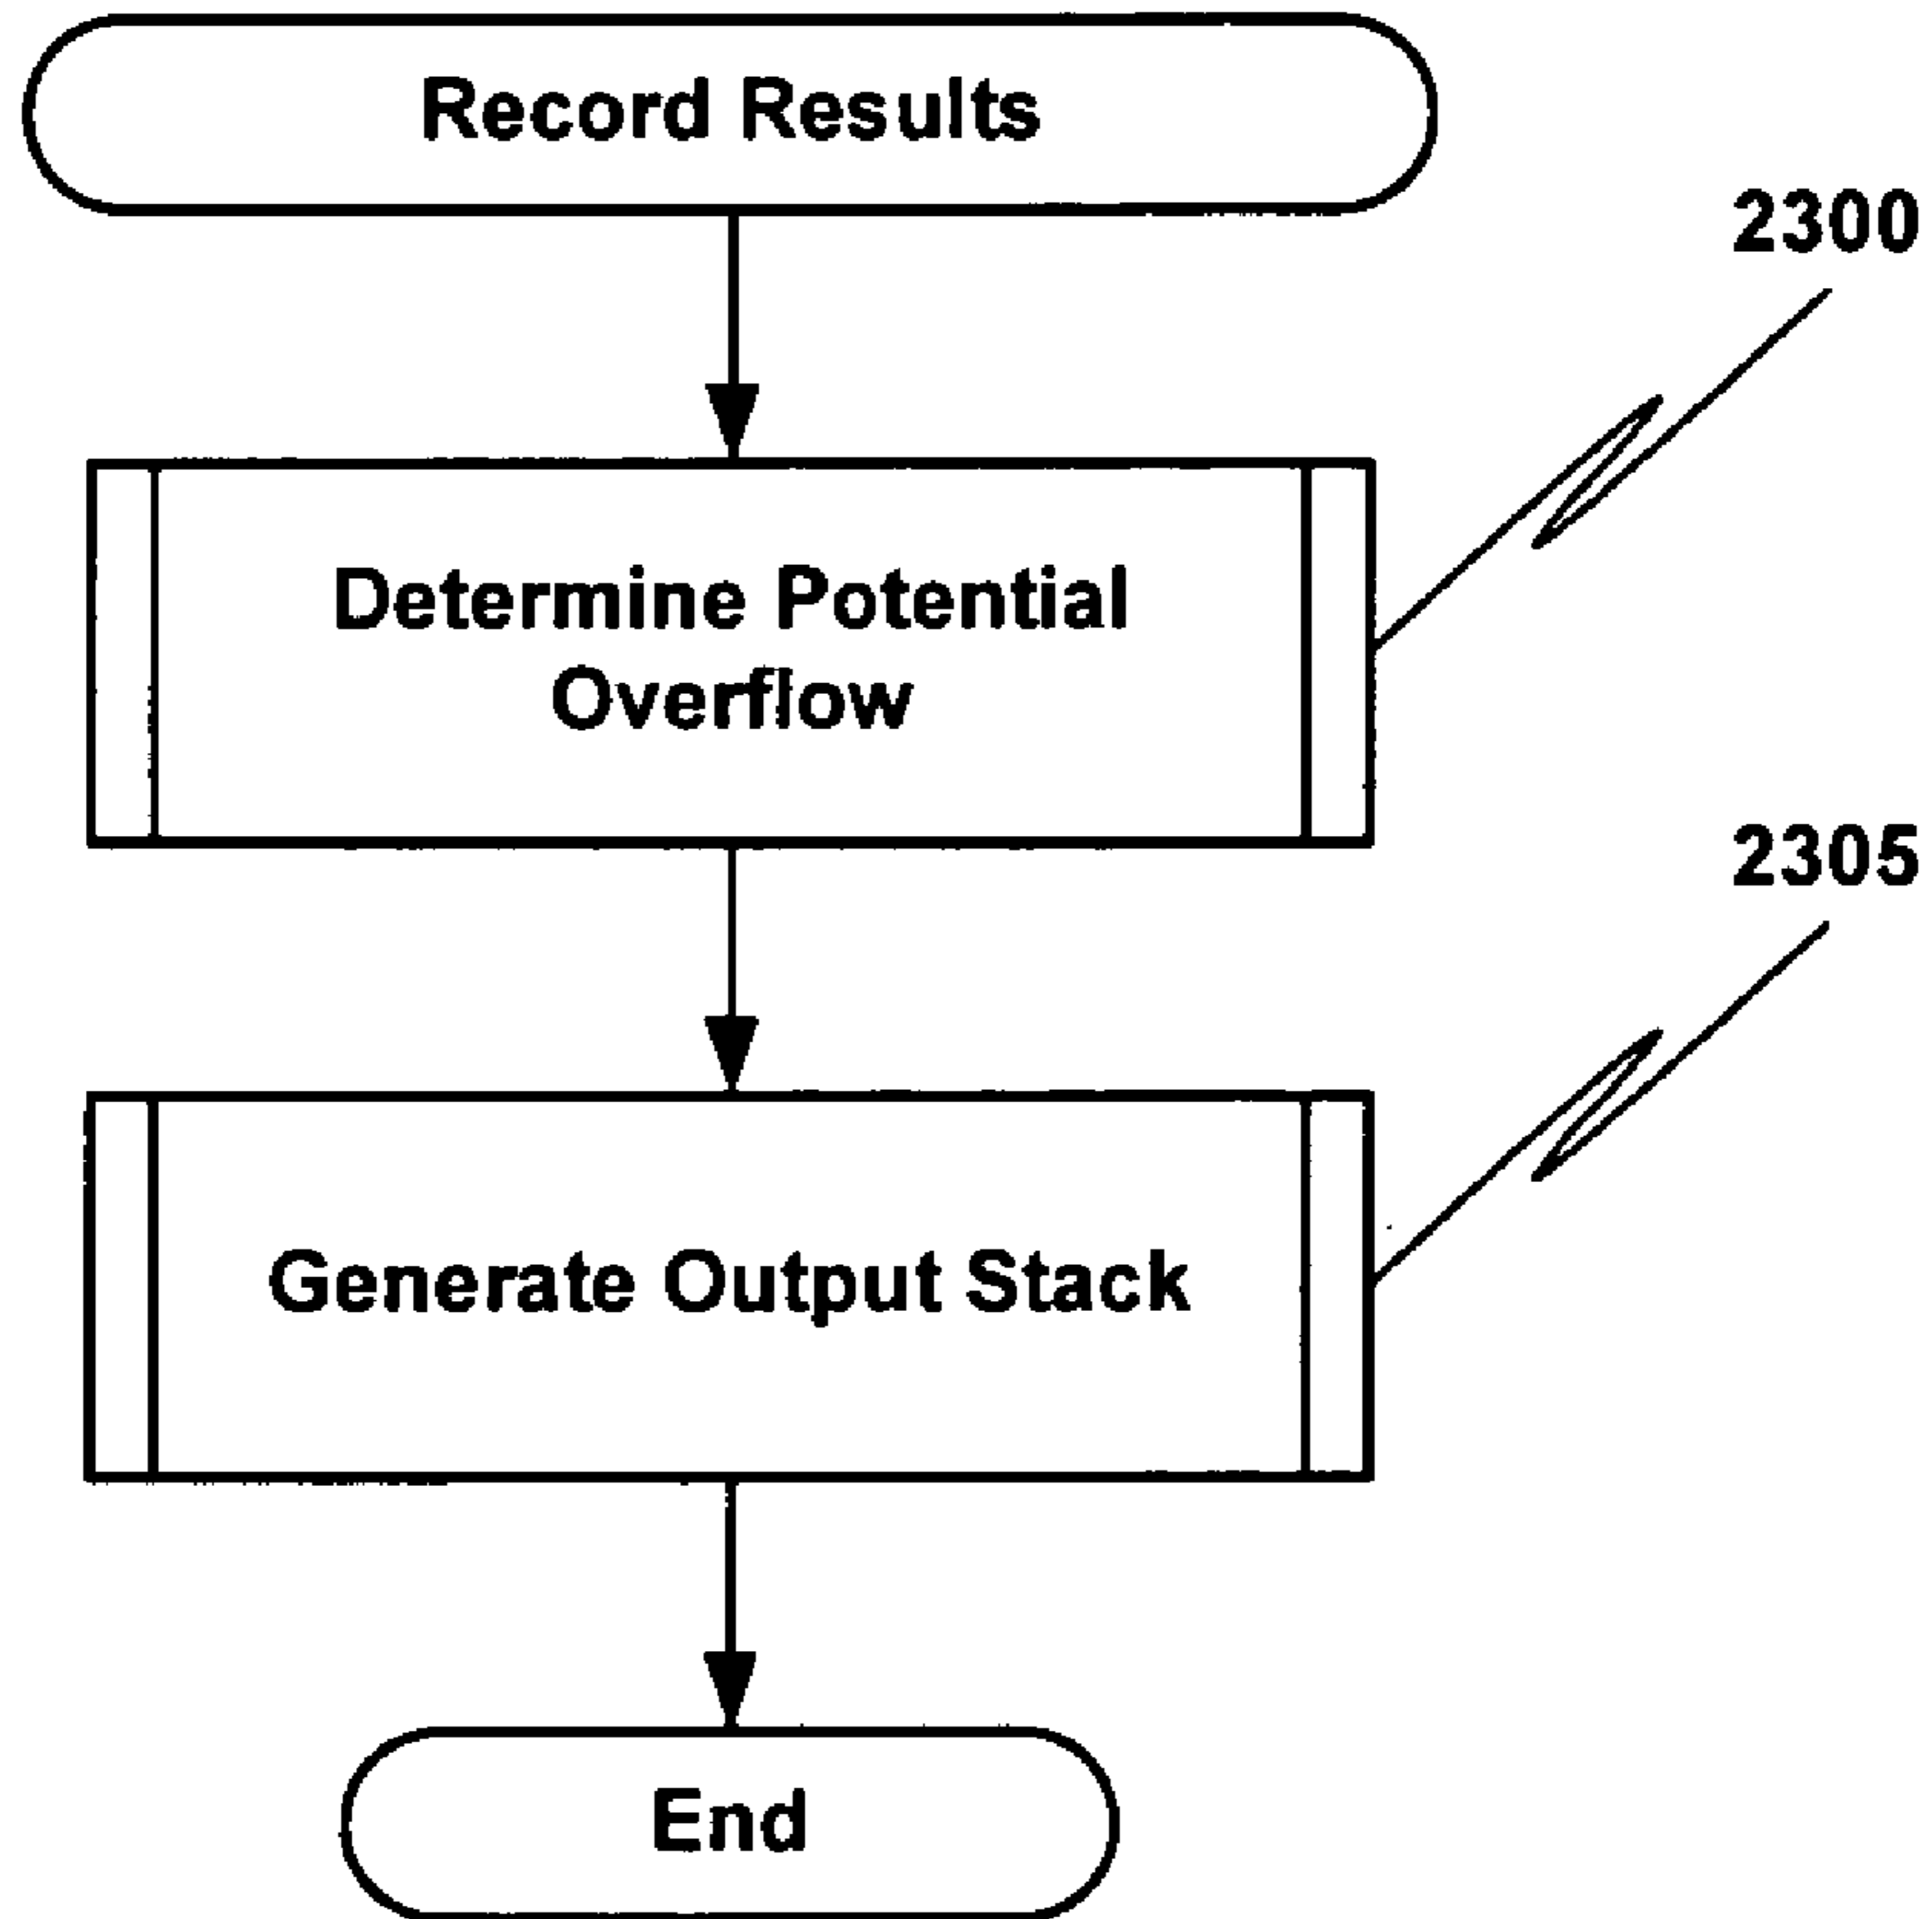 Record Results
2300
Determine Potential
Overflow
2305
Generate Output Stack
End